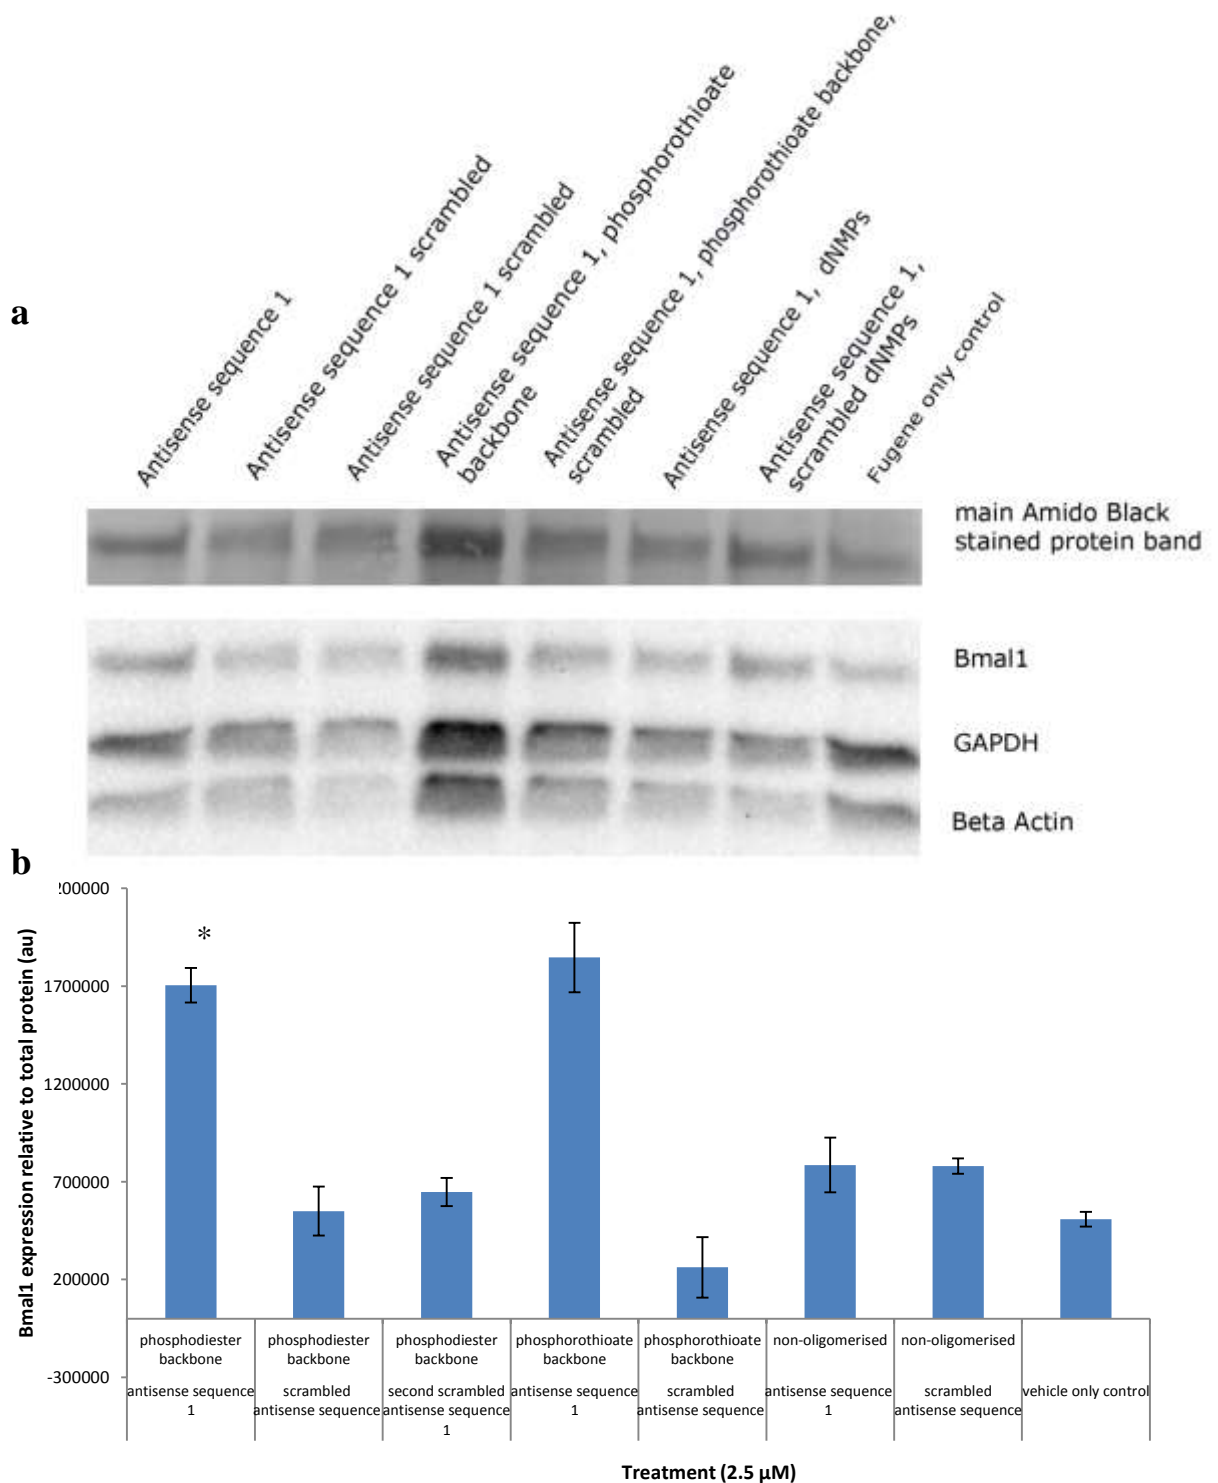 a
Antisense sequence 1
Antisense sequence 1 scrambled
Antisense sequence 1 scrambled
Antisense sequence 1, phosphorothioate
backbone
Antisense sequence 1, phosphorothioate backbone,
scrambled
Antisense sequence 1, dNMPs
Antisense sequence 1,
scrambled dNMPs
Fugene only control
main Amido Black
stained protein band
Bmal1
GAPDH
Beta Actin
b
Bmal1 expression relative to total protein (au)
200000
1700000
1200000
700000
200000
-300000
*
phosphodiester
backbone
antisense sequence
1
phosphodiester
backbone
scrambled
antisense sequence
phosphodiester
backbone
second scrambled
antisense sequence
1
phosphorothioate
backbone
antisense sequence
1
phosphorothioate
backbone
scrambled
antisense sequence
non-oligomerised
antisense sequence
1
non-oligomerised
scrambled
antisense sequence
vehicle only control
Treatment (2.5 µM)